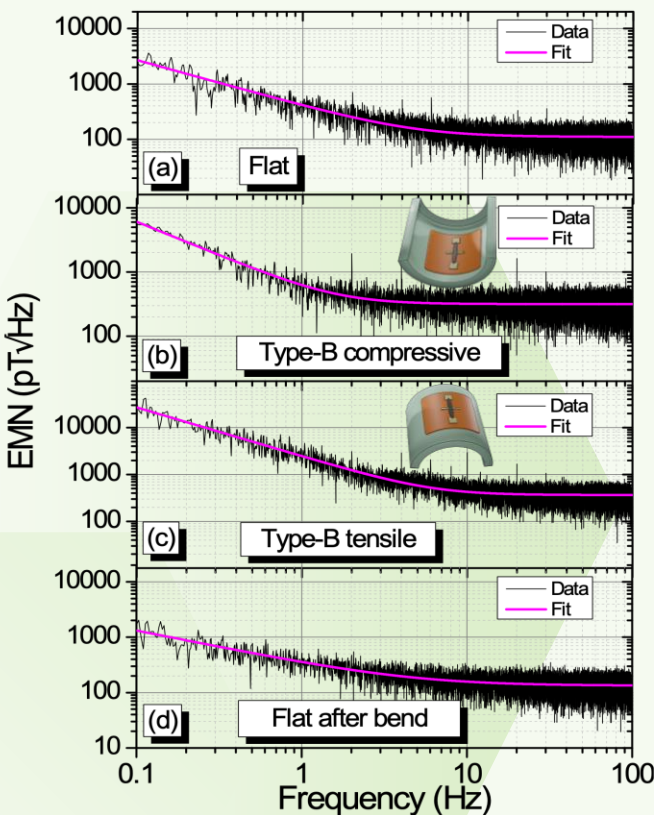 EMN (pT√Hz)
10000
1000
100
Data
Fit
(a)
Flat
10000
1000
100
Data
Fit
(b)
Type-B compressive
10000
1000
100
Data
Fit
(c)
Type-B tensile
10000
1000
100
10
Data
Fit
(d)
Flat after bend
0.1
1
10
100
Frequency (Hz)